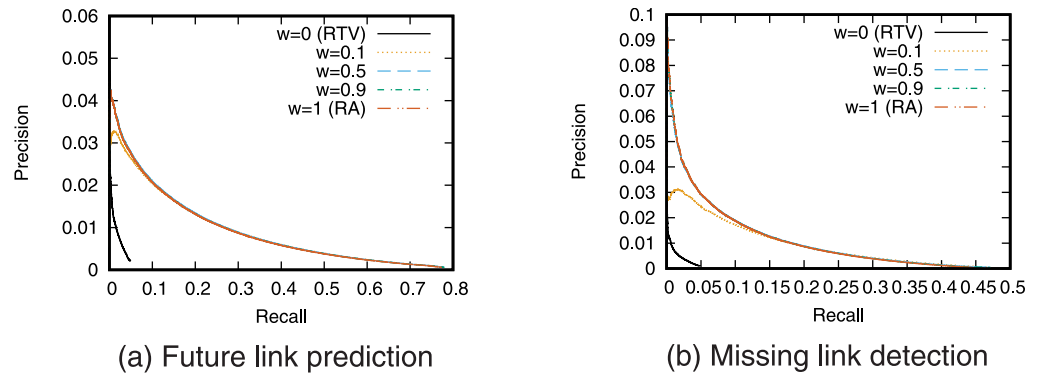 0.06
0.05
0.04
0.03
0.02
0.01
0
Precision
w=0 (RTV)
w=0.1
w=0.5
w=0.9
w=1 (RA)
0 0.1 0.2 0.3 0.4 0.5 0.6 0.7 0.8
Recall
(a) Future link prediction
0.1
0.09
0.08
0.07
0.06
0.05
0.04
0.03
0.02
0.01
0
Precision
w=0 (RTV)
w=0.1
w=0.5
w=0.9
w=1 (RA)
0 0.05 0.1 0.15 0.2 0.25 0.3 0.35 0.4 0.45 0.5
Recall
(b) Missing link detection